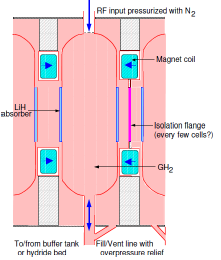 RF input pressurized with N2
Magnet coil
LiH
absorber
Isolation flange
(every few cells?)
GH2
To/from buffer tank
or hydride bed
Fill/Vent line with
overpressure relief